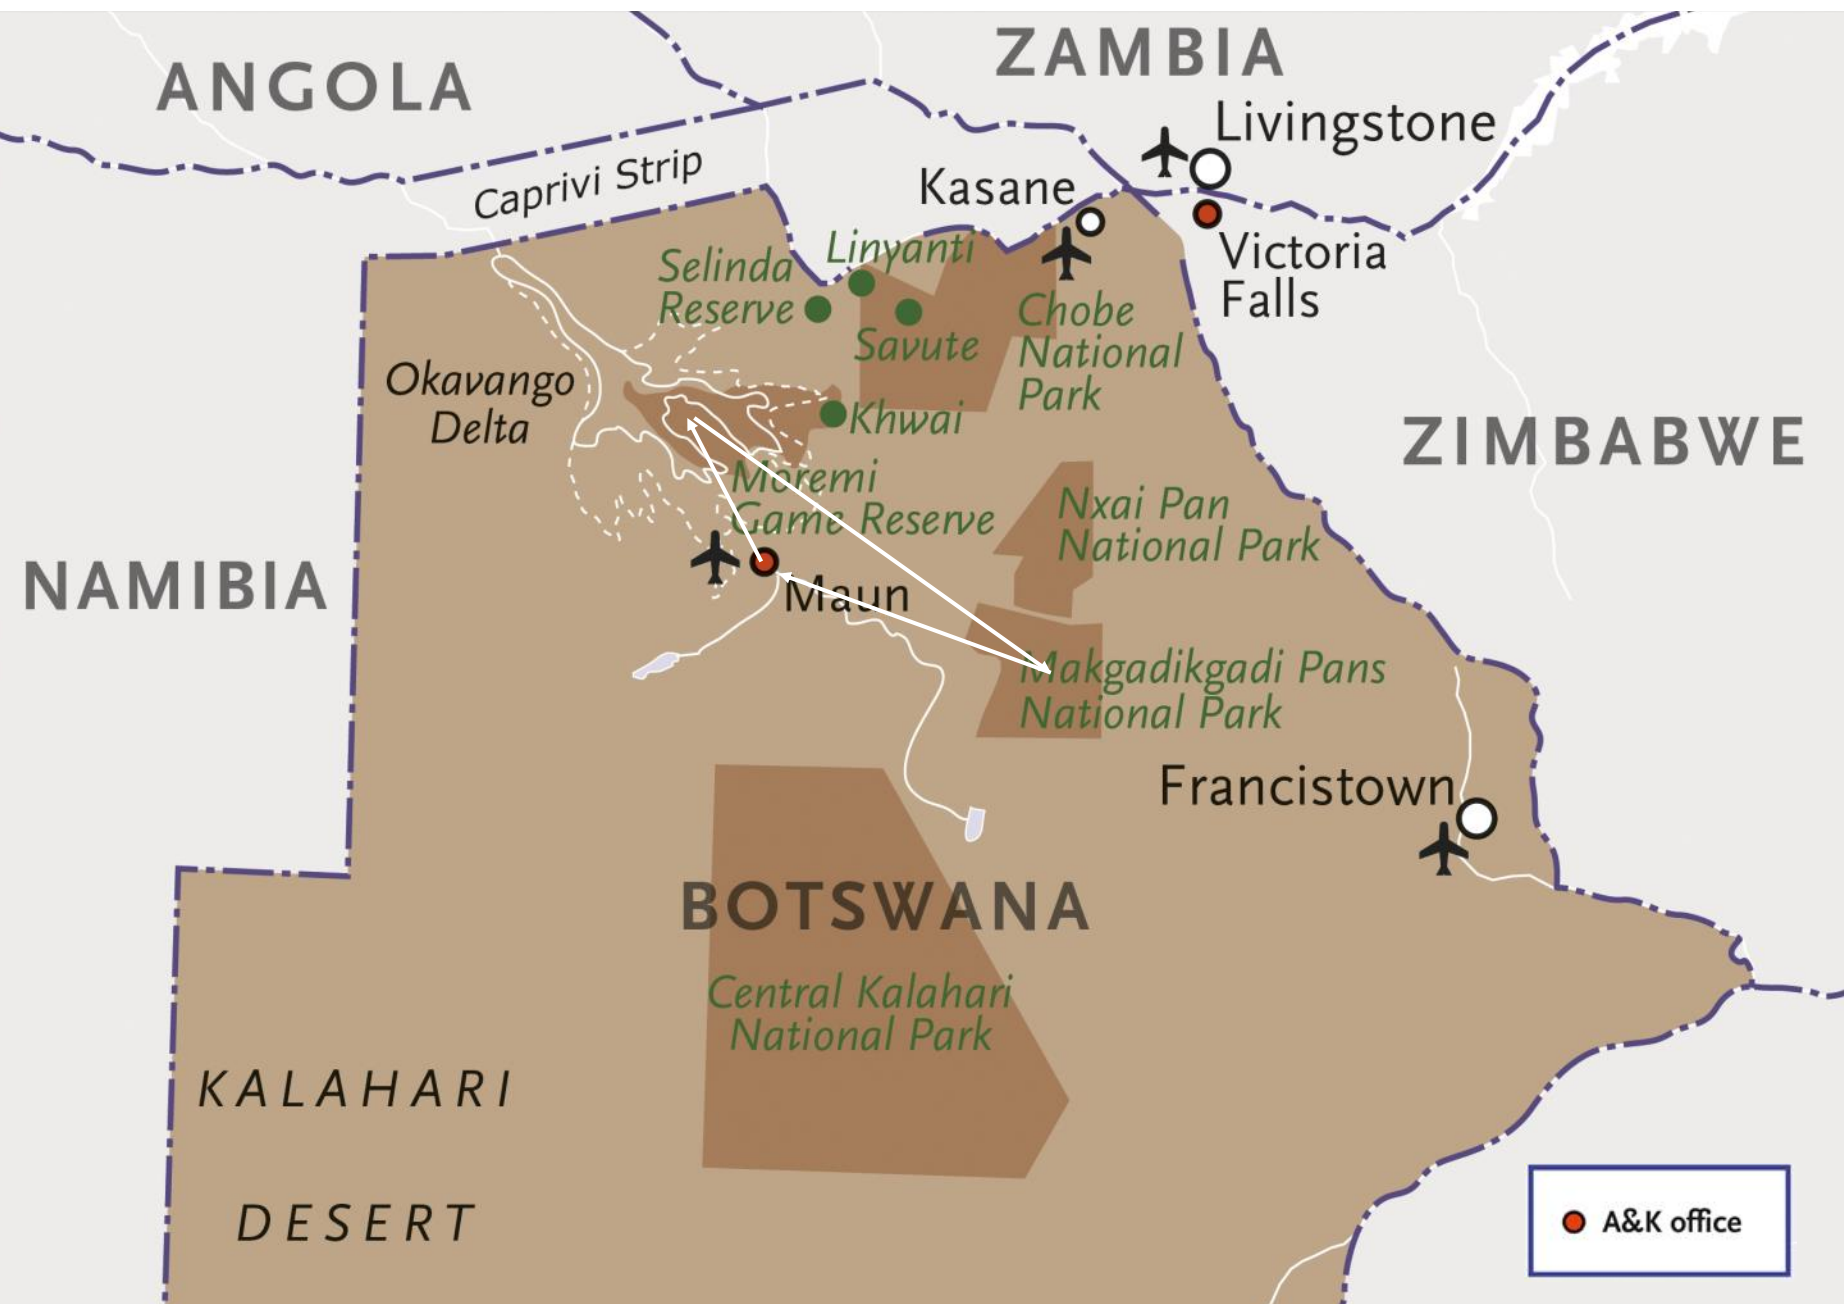 ANGOLA
ZAMBIA
Livingstone
Caprivi Strip
Kasane
Victoria
Falls
Linyanti
Selinda
Reserve
Savute
Chobe
National
Park
Okavango
Delta
Khwai
ZIMBABWE
Moremi
Game Reserve
Nxai Pan
National Park
NAMIBIA
Maun
Makgadikgadi Pans
National Park
Francistown
BOTSWANA
Central Kalahari
National Park
KALAHARI
DESERT
A&K office